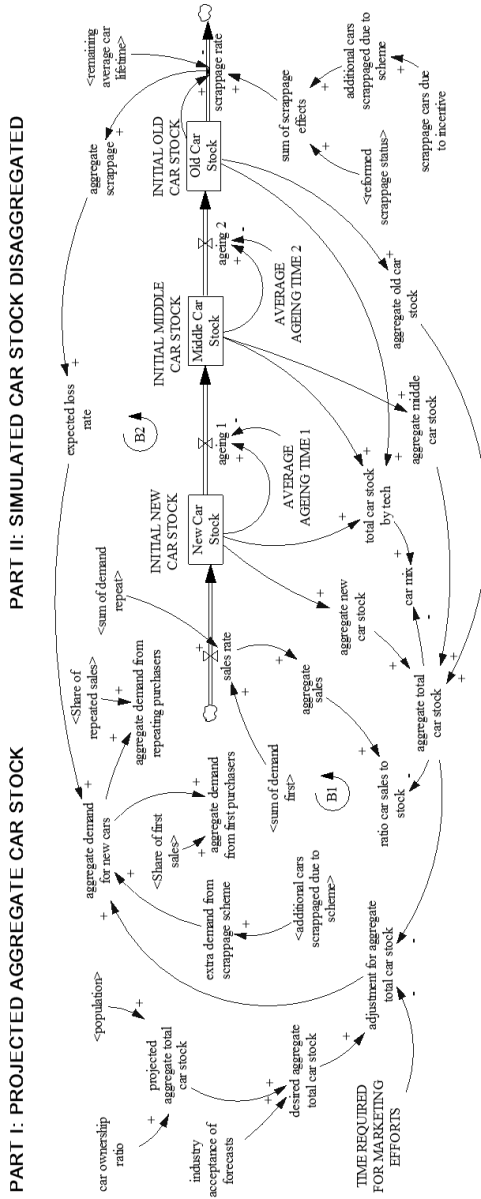 PART I: PROJECTED AGGREGATE CAR STOCK
PART II: SIMULATED CAR STOCK DISAGGREGATED
car ownership
ratio
<population>
projected
aggregate total
car stock
industry
acceptance of
forecasts
desired aggregate
total car stock
TIME REQUIRED
FOR MARKETING
EFFORTS
adjustment for aggregate
total car stock
aggregate demand
for new cars
<Share of
repeated sales>
aggregate demand from
repeating purchasers
<Share of first
sales>
aggregate demand
from first purchasers
extra demand from
scrappage scheme
<additional cars
scrappaged due to
scheme>
<sum of demand
repeat>
sales rate
<sum of demand
first>
aggregate
sales
B1
ratio car sales to
stock
aggregate total
car stock
expected loss
rate
B2
INITIAL NEW
CAR STOCK
New Car
Stock
ageing 1
AVERAGE
AGEING TIME 1
INITIAL MIDDLE
CAR STOCK
Middle Car
Stock
ageing 2
AVERAGE
AGEING TIME 2
INITIAL OLD
CAR STOCK
Old Car
Stock
scrappage rate
aggregate
scrappage
<remaining
average car
lifetime>
sum of scrappage
effects
additional cars
scrappaged due to
scheme
<reformed
scrappage status>
scrappage cars due
to incentive
aggregate new
car stock
total car stock
by tech
car mix
aggregate middle
car stock
aggregate old car
stock